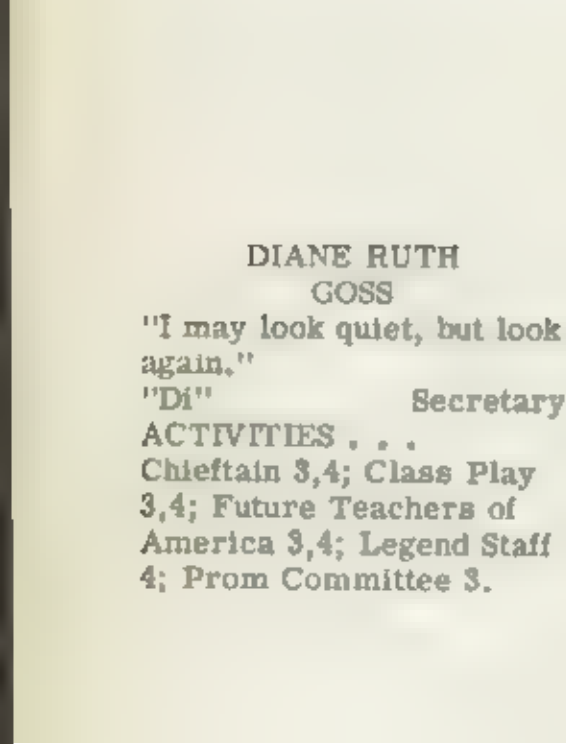 DIANE RUTH
GOSS
"I may look quiet, but look
again."
"Di" Secretary
ACTIVITIES . . .
Chieftain 3,4; Class Play
3,4; Future Teachers of
America 3,4; Legend Staff
4; Prom Committee 3.